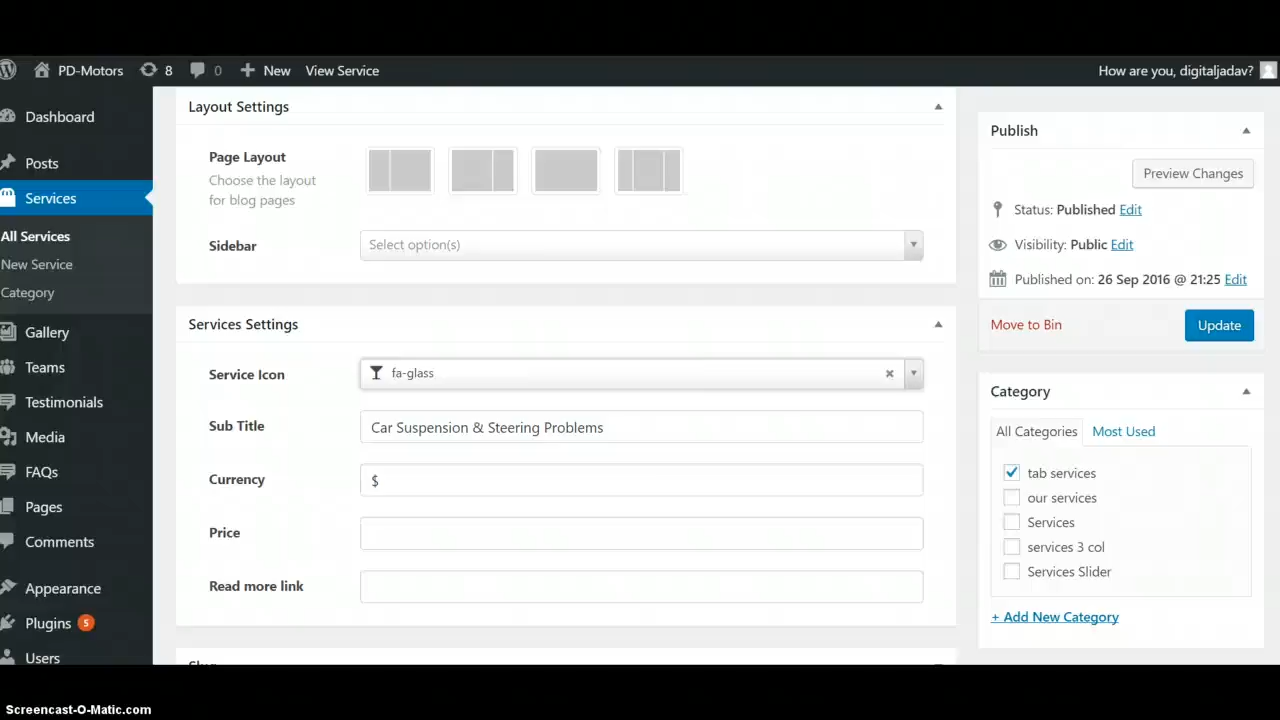 PD-Motors 8 0 New View Service How are you, digitaljadav?
Dashboard
Posts
Services
All Services
New Service
Category
Gallery
Teams
Testimonials
Media
FAQs
Pages
Comments
Appearance
Plugins 5
Users
Layout Settings
Page Layout
Choose the layout
for blog pages
Sidebar
Select option(s)
Services Settings
Service Icon
fa-glass
Sub Title
Car Suspension & Steering Problems
Currency
$
Price
Read more link
Publish
Preview Changes
Status: Published Edit
Visibility: Public Edit
Published on: 26 Sep 2016 @ 21:25 Edit
Move to Bin
Update
Category
All Categories Most Used
tab services
our services
Services
services 3 col
Services Slider
+ Add New Category
Screencast-O-Matic.com